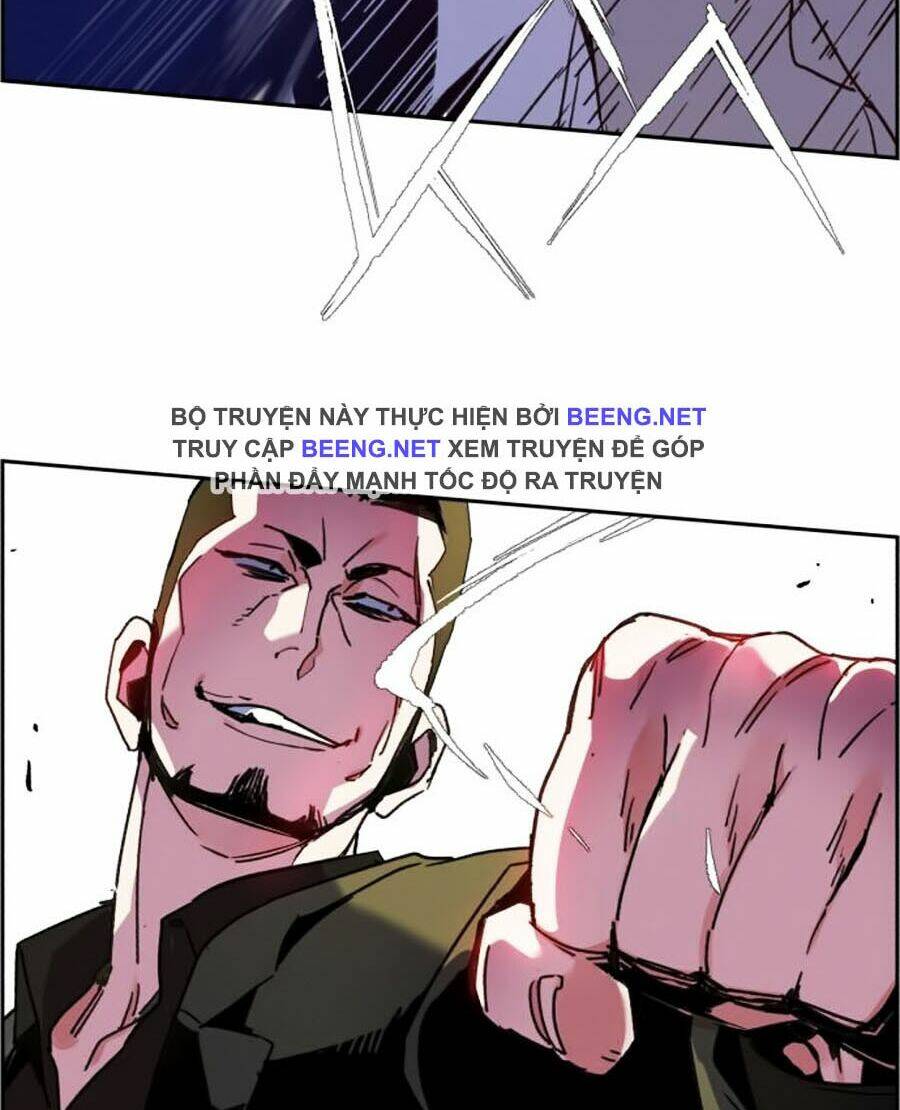 BỘ TRUYỆN NÀY THỰC HIỆN BỞI BEENG.NET
TRUY CẬP BEENG.NET XEM TRUYỆN ĐỂ GÓP
PHẦN ĐẨY MẠNH TỐC ĐỘ RA TRUYỆN